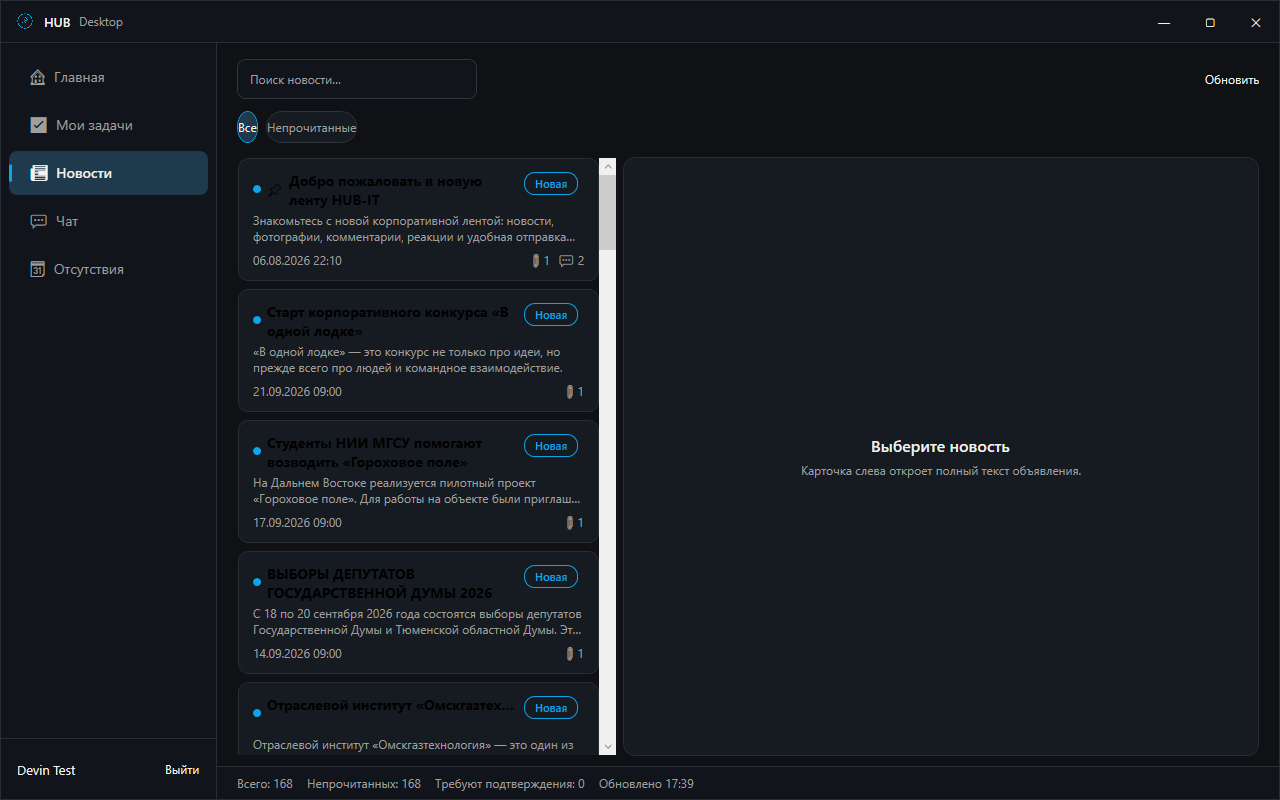 HUB Desktop
Главная
Мои задачи
Новости
Чат
31 Отсутствия
Devin Test Выйти
Поиск новости...
Обновить
Все Непрочитанные
Добро пожаловать в новую
ленту HUB-IT
Новая
Знакомьтесь с новой корпоративной лентой: новости,
фотографии, комментарии, реакции и удобная отправка...
06.08.2026 22:10 1 2
Старт корпоративного конкурса «В
одной лодке»
Новая
«В одной лодке» — это конкурс не только про идеи, но
прежде всего про людей и командное взаимодействие.
21.09.2026 09:00 1
Студенты НИИ МГСУ помогают
возводить «Гороховое поле»
Новая
На Дальнем Востоке реализуется пилотный проект
«Гороховое поле». Для работы на объекте были приглаш...
17.09.2026 09:00 1
ВЫБОРЫ ДЕПУТАТОВ
ГОСУДАРСТВЕННОЙ ДУМЫ 2026
Новая
С 18 по 20 сентября 2026 года состоятся выборы депутатов
Государственной Думы и Тюменской областной Думы. Эт...
14.09.2026 09:00 1
Отраслевой институт «Омскгазтех...
Новая
Отраслевой институт «Омскгазтехнология» — это один из
Выберите новость
Карточка слева откроет полный текст объявления.
Всего: 168 Непрочитанных: 168 Требуют подтверждения: 0 Обновлено 17:39